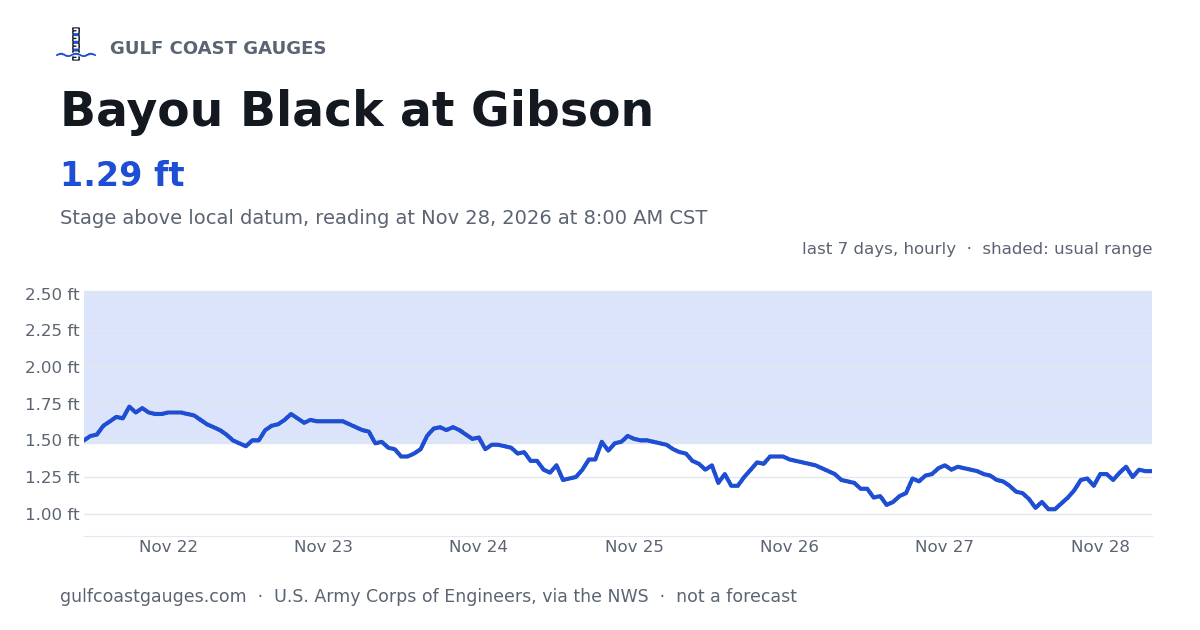 GULF COAST GAUGES
Bayou Black at Gibson
1.29 ft
Stage above local datum, reading at Nov 28, 2026 at 8:00 AM CST
last 7 days, hourly · shaded: usual range
2.50 ft
2.25 ft
2.00 ft
1.75 ft
1.50 ft
1.25 ft
1.00 ft
Nov 22 Nov 23 Nov 24 Nov 25 Nov 26 Nov 27 Nov 28
gulfcoastgauges.com · U.S. Army Corps of Engineers, via the NWS · not a forecast